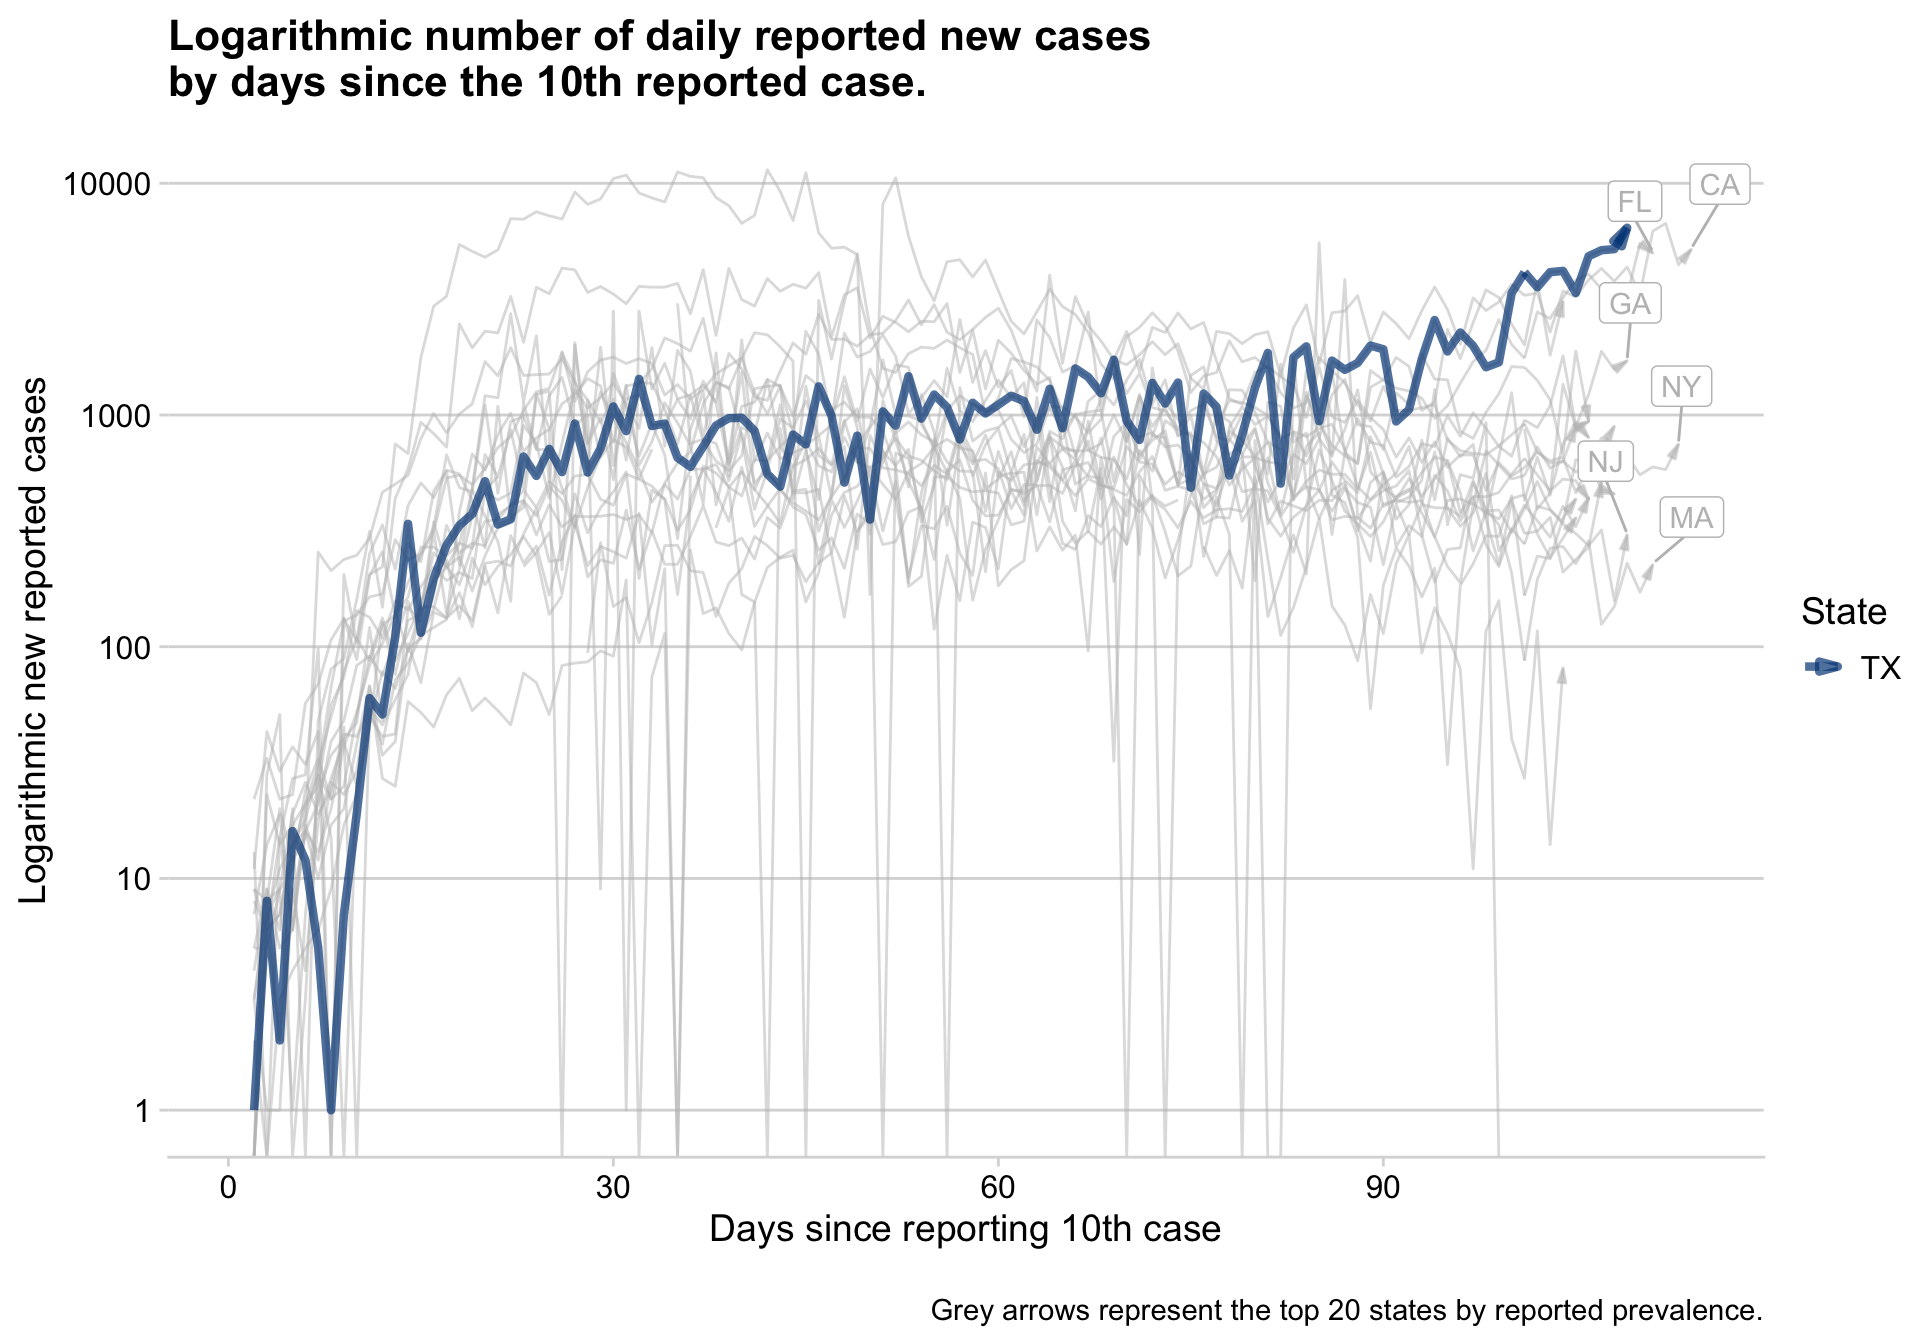 Logarithmic number of daily reported new cases
by days since the 10th reported case.
Logarithmic new reported cases
10000
1000
100
10
1
FL
CA
GA
NY
NJ
MA
State
TX
0
30
60
90
Days since reporting 10th case
Grey arrows represent the top 20 states by reported prevalence.